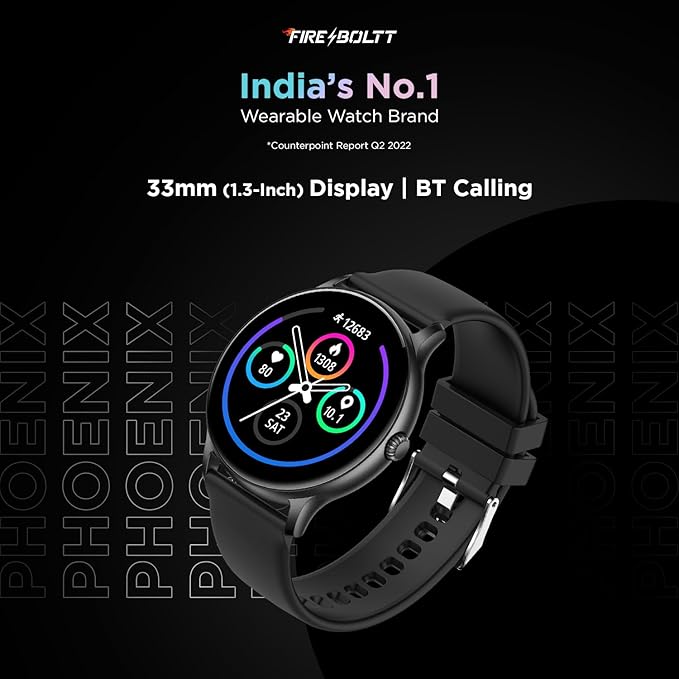 FIRE BOLTT
India's No.1
Wearable Watch Brand
*Counterpoint Report Q2 2022
33mm (1.3-Inch) Display | BT Calling
PHOENIX
PHOENIX
PHOENIX
PHOENIX
PHOENIX
PHOENIX
PHOENIX
PHOENIX
12683
80
1308
10.1
23
SAT